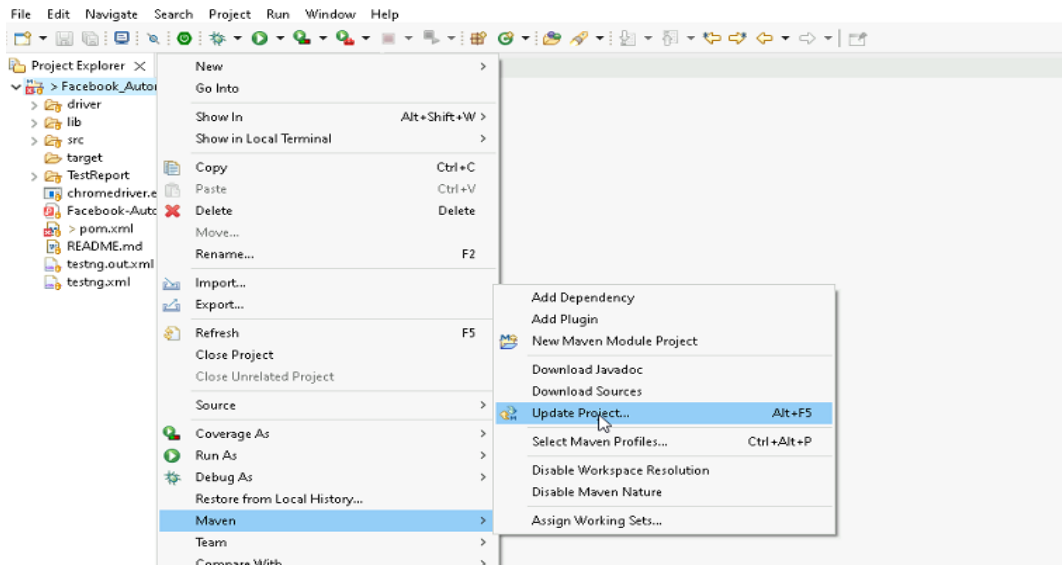 File Edit Navigate Search Project Run Window Help
Project Explorer
> Facebook_Autor
driver
lib
src
target
TestReport
chromedriver.e
Facebook-Auto
> pom.xml
README.md
testng.out.xml
testng.xml
New
Go Into
Show In Alt+Shift+W >
Show in Local Terminal
Copy Ctrl+C
Paste Ctrl+V
Delete Delete
Move...
Rename... F2
Import...
Export...
Refresh F5
Close Project
Close Unrelated Project
Source
Coverage As
Run As
Debug As
Restore from Local History...
Maven
Team
Compare With
Add Dependency
Add Plugin
New Maven Module Project
Download Javadoc
Download Sources
Update Project... Alt+F5
Select Maven Profiles... Ctrl+Alt+P
Disable Workspace Resolution
Disable Maven Nature
Assign Working Sets...